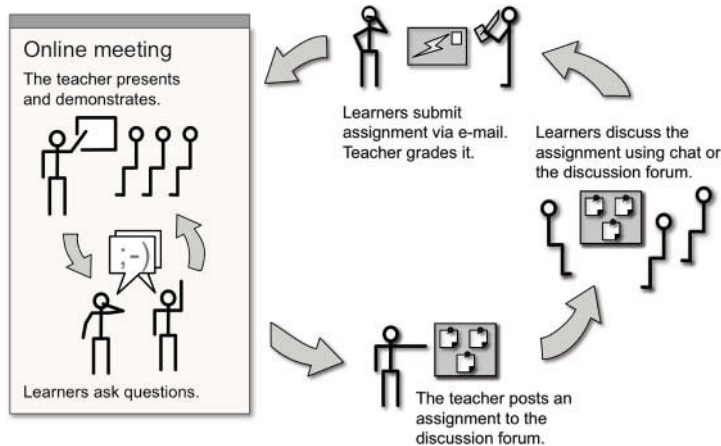 Online meeting
The teacher presents
and demonstrates.
;-)
Learners ask questions.
The teacher posts an
assignment to the
discussion forum.
Learners discuss the
assignment using chat or
the discussion forum.
Learners submit
assignment via e-mail.
Teacher grades it.